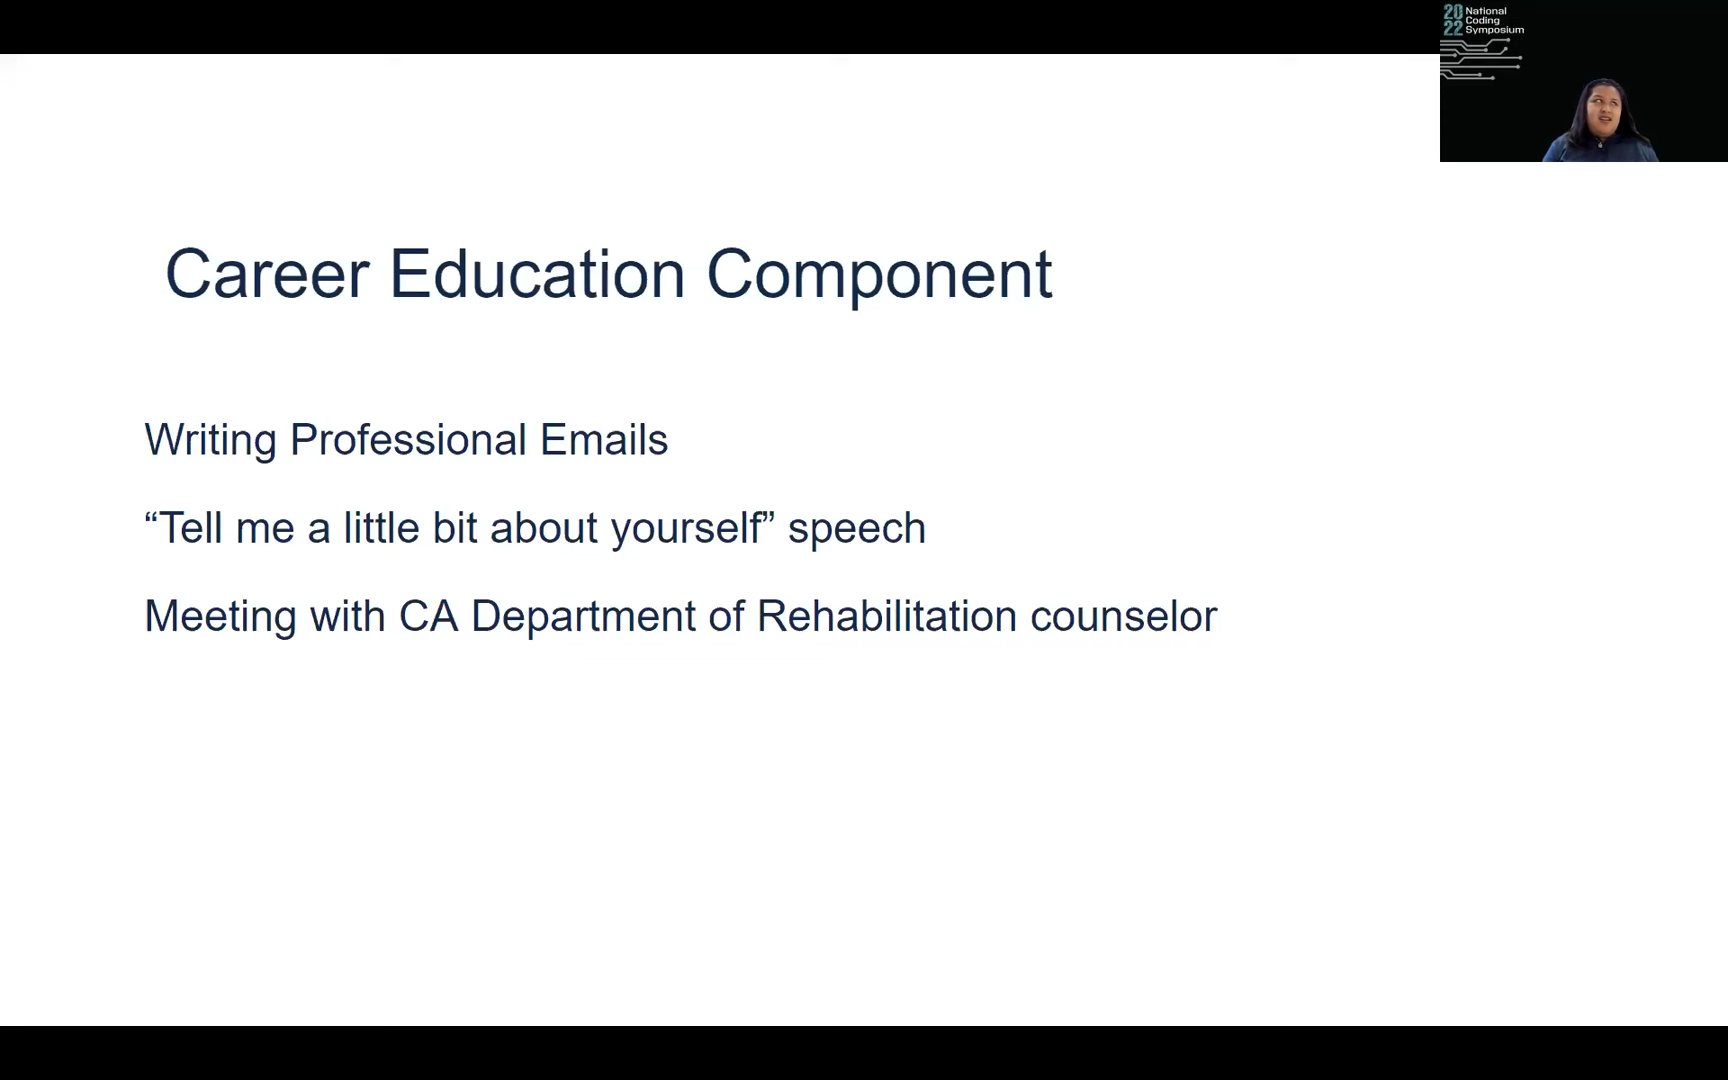 2022 National
Coding
Symposium
Career Education Component
Writing Professional Emails
“Tell me a little bit about yourself” speech
Meeting with CA Department of Rehabilitation counselor